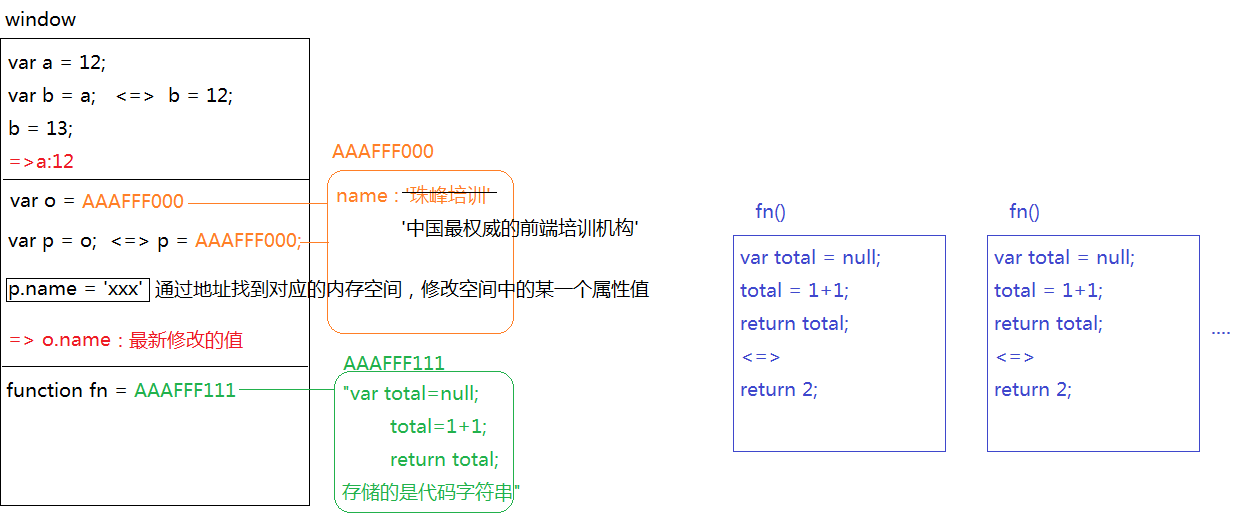 window
var a = 12;
var b = a; <=> b = 12;
b = 13;
=>a:12
var o = AAAFFF000
var p = o; <=> p = AAAFFF000;
p.name = 'xxx' 通过地址找到对应的内存空间，修改空间中的某一个属性值
=> o.name：最新修改的值
function fn = AAAFFF111
AAAFFF000
name：'珠峰培训'
'中国最权威的前端培训机构'
AAAFFF111
"var total=null;
total=1+1;
return total;
存储的是代码字符串"
fn()
var total = null;
total = 1+1;
return total;
<=>
return 2;
fn()
var total = null;
total = 1+1;
return total;
<=>
return 2;
....